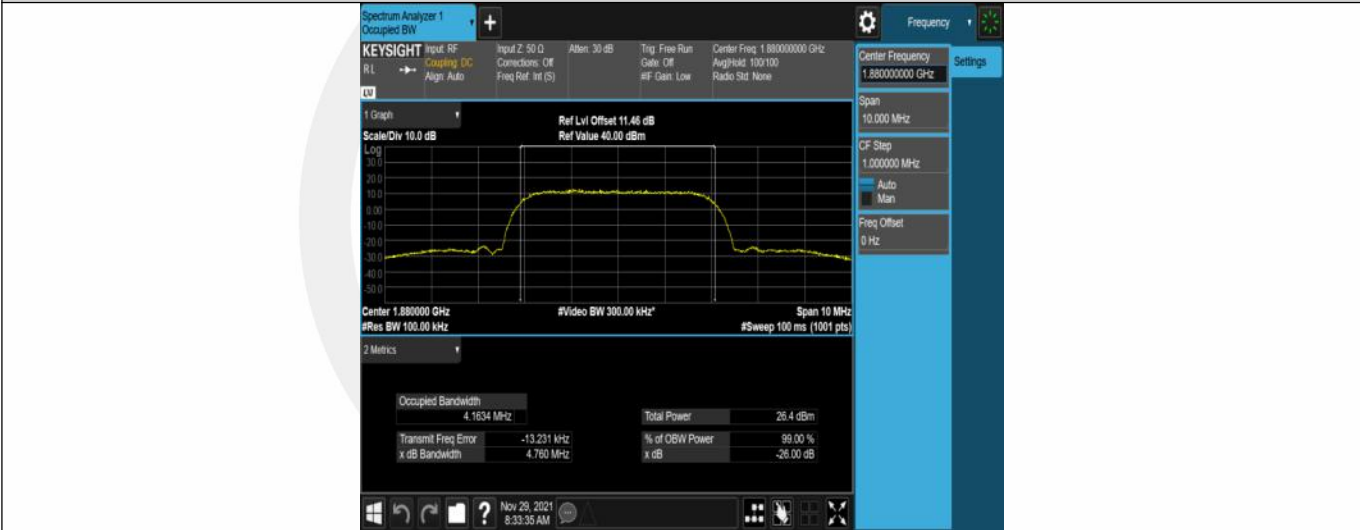 Spectrum Analyzer 1
Occupied BW
Frequency
KEYSIGHT Input: RF Input Z: 50 Ω Atten: 30 dB Trig: Free Run Center Freq: 1.880000000 GHz
RL Coupling: DC Corrections: Off Gate: Off Avg|Hold: 100/100
Align: Auto Freq Ref: Int (S) #IF Gain: Low Radio Std: None
Center Frequency
1.880000000 GHz
Settings
Span
10.000 MHz
CF Step
1.000000 MHz
Auto
Man
Freq Offset
0 Hz
1 Graph
Ref Lvl Offset 11.46 dB
Scale/Div 10.0 dB Ref Value 40.00 dBm
Log
30.0
20.0
10.0
0.00
-10.0
-20.0
-30.0
-40.0
-50.0
Center 1.880000 GHz #Video BW 300.00 kHz* Span 10 MHz
#Res BW 100.00 kHz #Sweep 100 ms (1001 pts)
2 Metrics
Occupied Bandwidth
4.1634 MHz Total Power 26.4 dBm
Transmit Freq Error -13.231 kHz % of OBW Power 99.00 %
x dB Bandwidth 4.760 MHz x dB -26.00 dB
Nov 29, 2021
8:33:35 AM